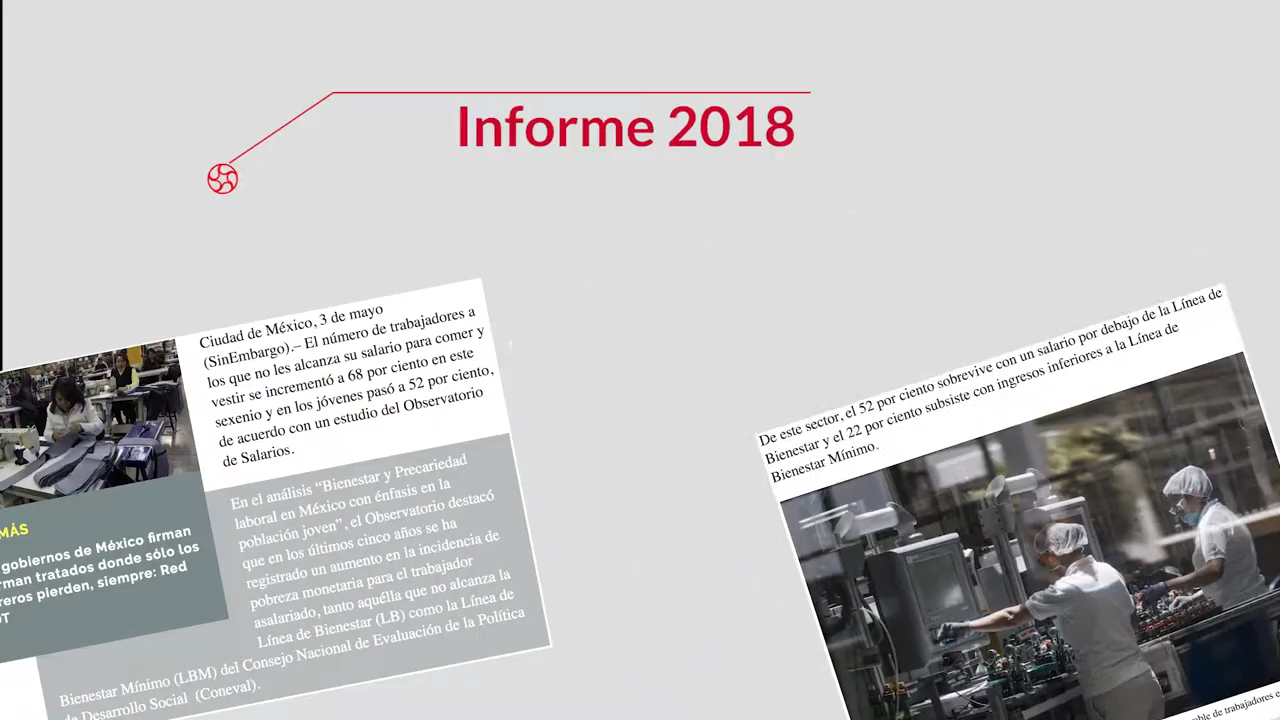 Informe 2018
Ciudad de México, 3 de mayo
(SinEmbargo).– El número de trabajadores a
los que no les alcanza su salario para comer y
vestir se incrementó a 68 por ciento en este
sexenio y en los jóvenes pasó a 52 por ciento,
de acuerdo con un estudio del Observatorio
de Salarios.
MÁS
gobiernos de México firman
tratados donde sólo los
pierden, siempre: Red
En el análisis “Bienestar y Precariedad
laboral en México con énfasis en la
población joven”, el Observatorio destacó
que en los últimos cinco años se ha
registrado un aumento en la incidencia de
pobreza monetaria para el trabajador
asalariado, tanto aquélla que no alcanza la
Línea de Bienestar (LB) como la Línea de
Bienestar Mínimo (LBM) del Consejo Nacional de Evaluación de la Política
de Desarrollo Social (Coneval).
De este sector, el 52 por ciento sobrevive con un salario por debajo de la Línea de
Bienestar y el 22 por ciento subsiste con ingresos inferiores a la Línea de
Bienestar Mínimo.
de trabajadores